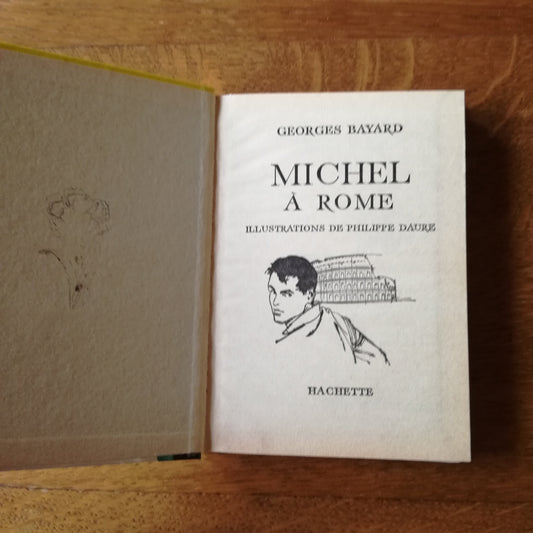 GEORGES BAYARD
MICHEL
À ROME
ILLUSTRATIONS DE PHILIPPE DAURE
HACHETTE